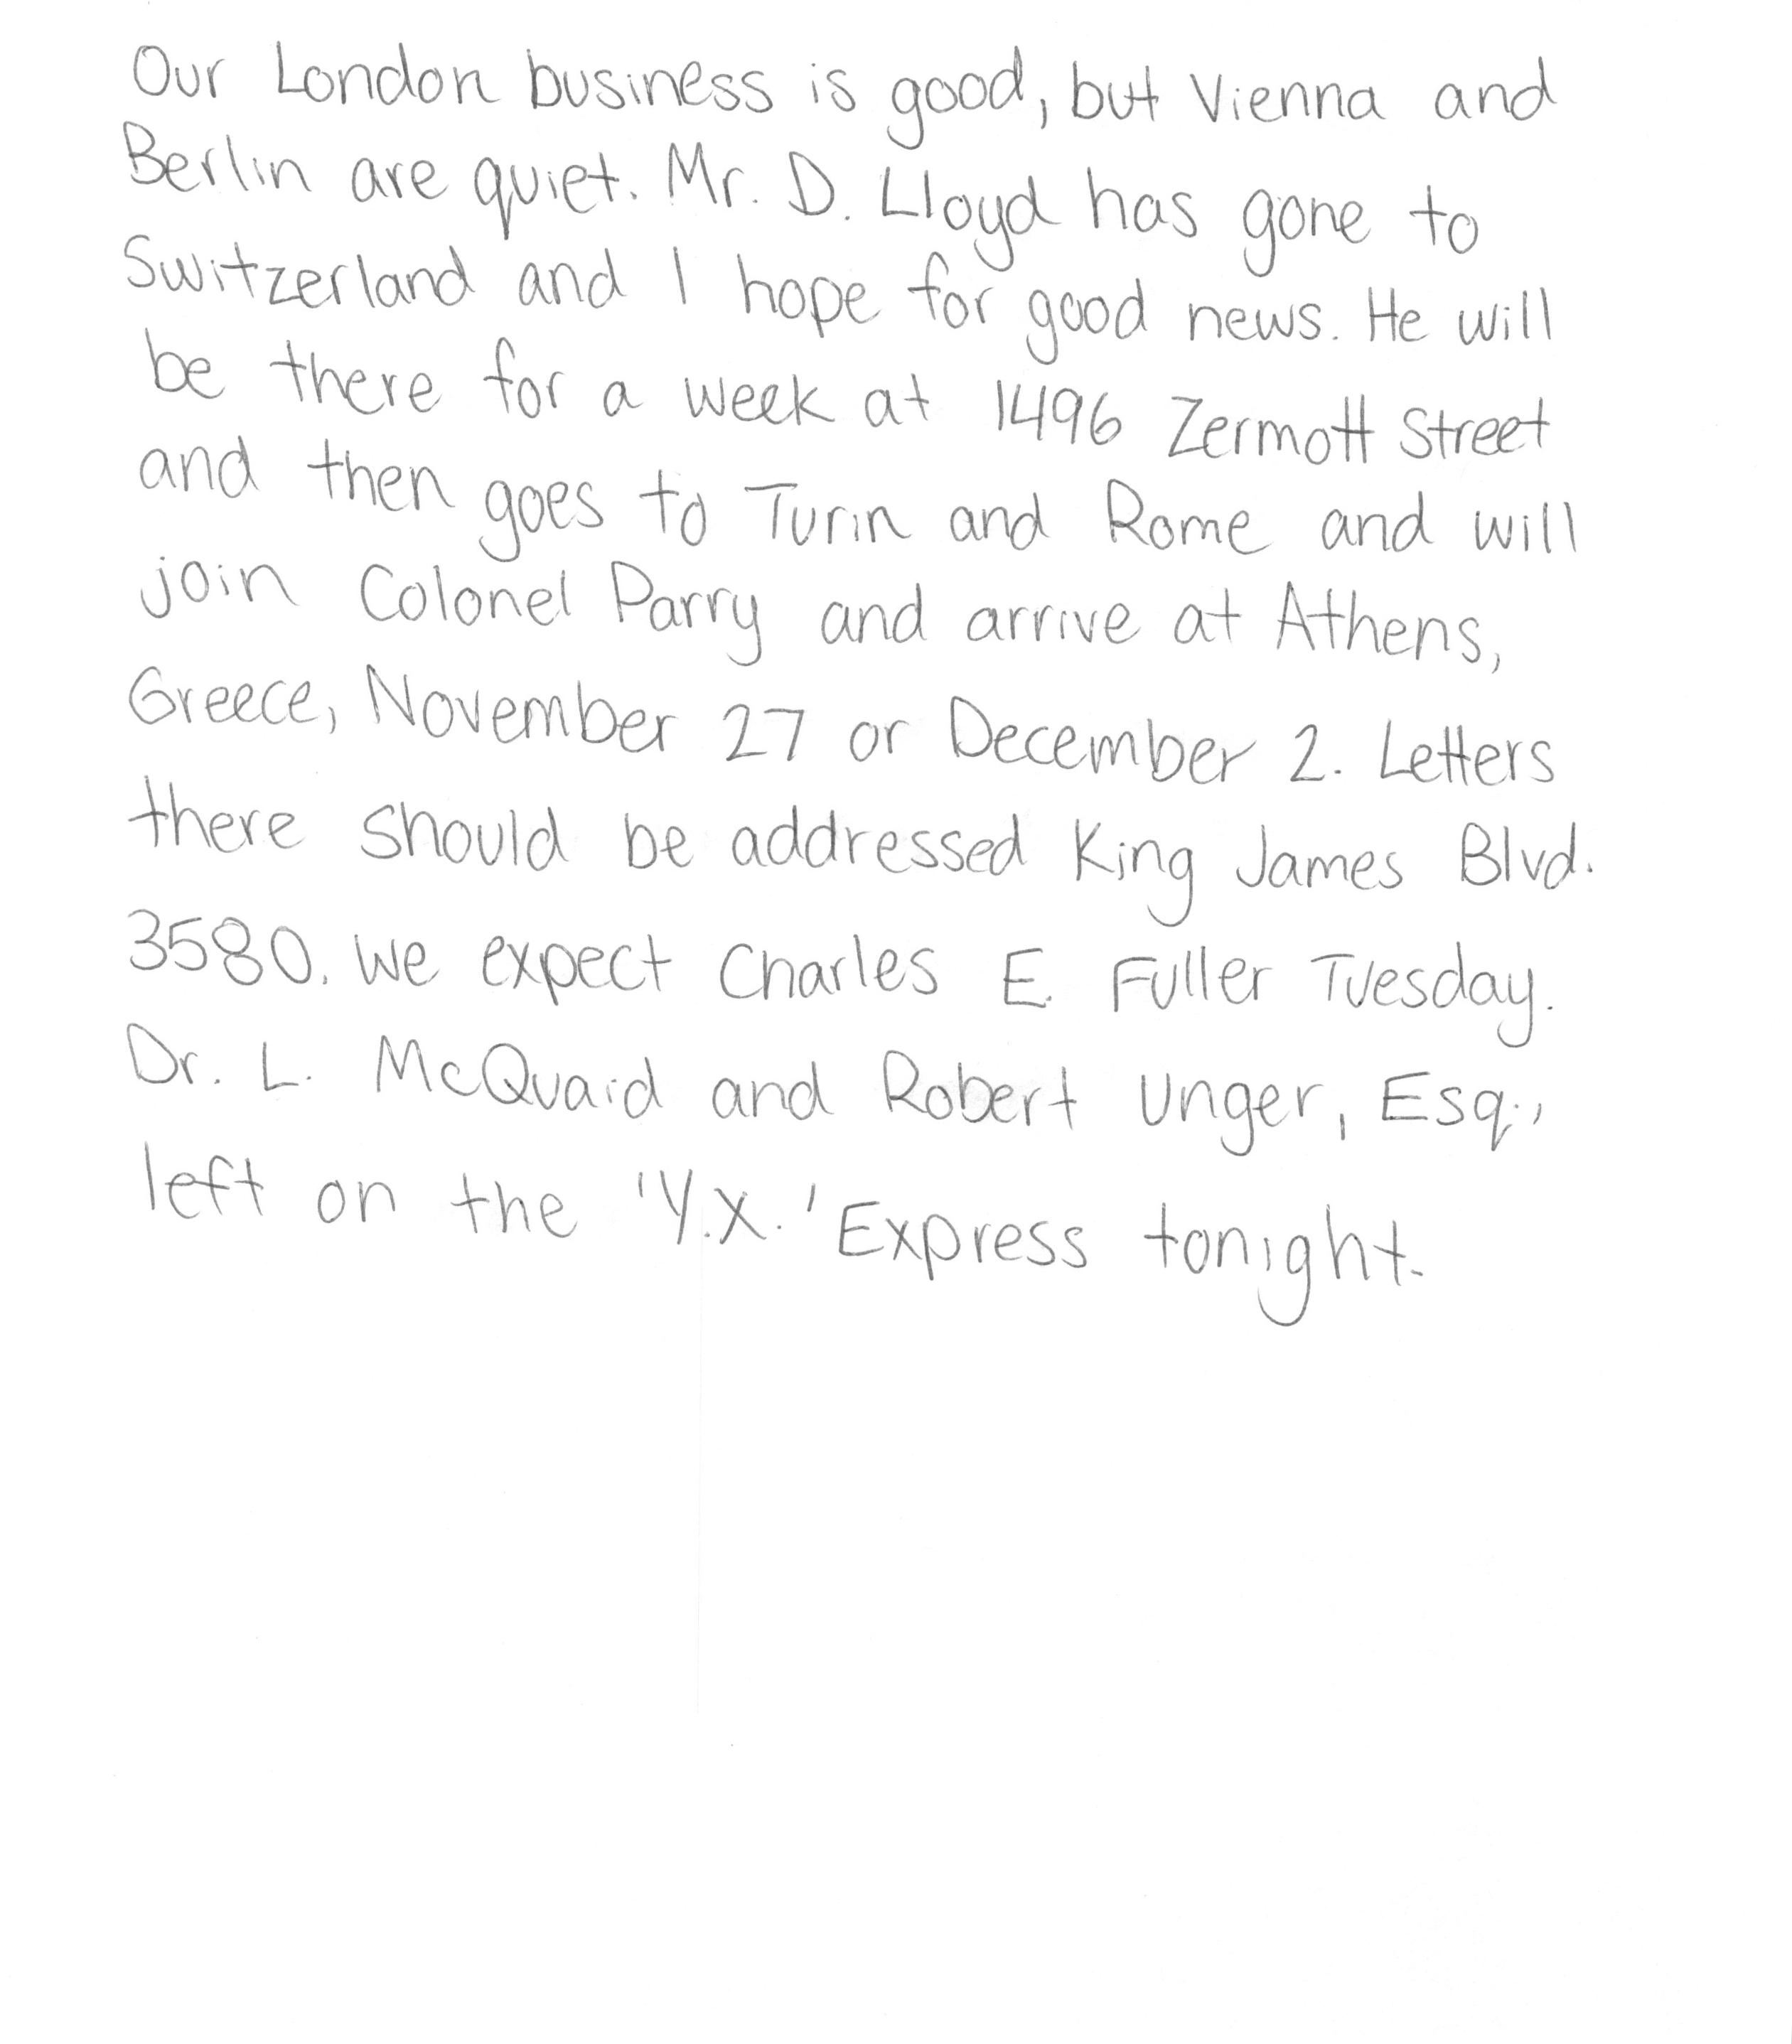 Our London business is good, but Vienna and
Berlin are quiet. Mr. D. Lloyd has gone to
Switzerland and I hope for good news. He will
be there for a week at 1496 Zermott Street
and then goes to Turin and Rome and will
join Colonel Parry and arrive at Athens,
Greece, November 27 or December 2. Letters
there should be addressed King James Blvd.
3580. We expect Charles E. Fuller Tuesday.
Dr. L. McQuaid and Robert Unger, Esq.,
left on the 'Y.X.' Express tonight.